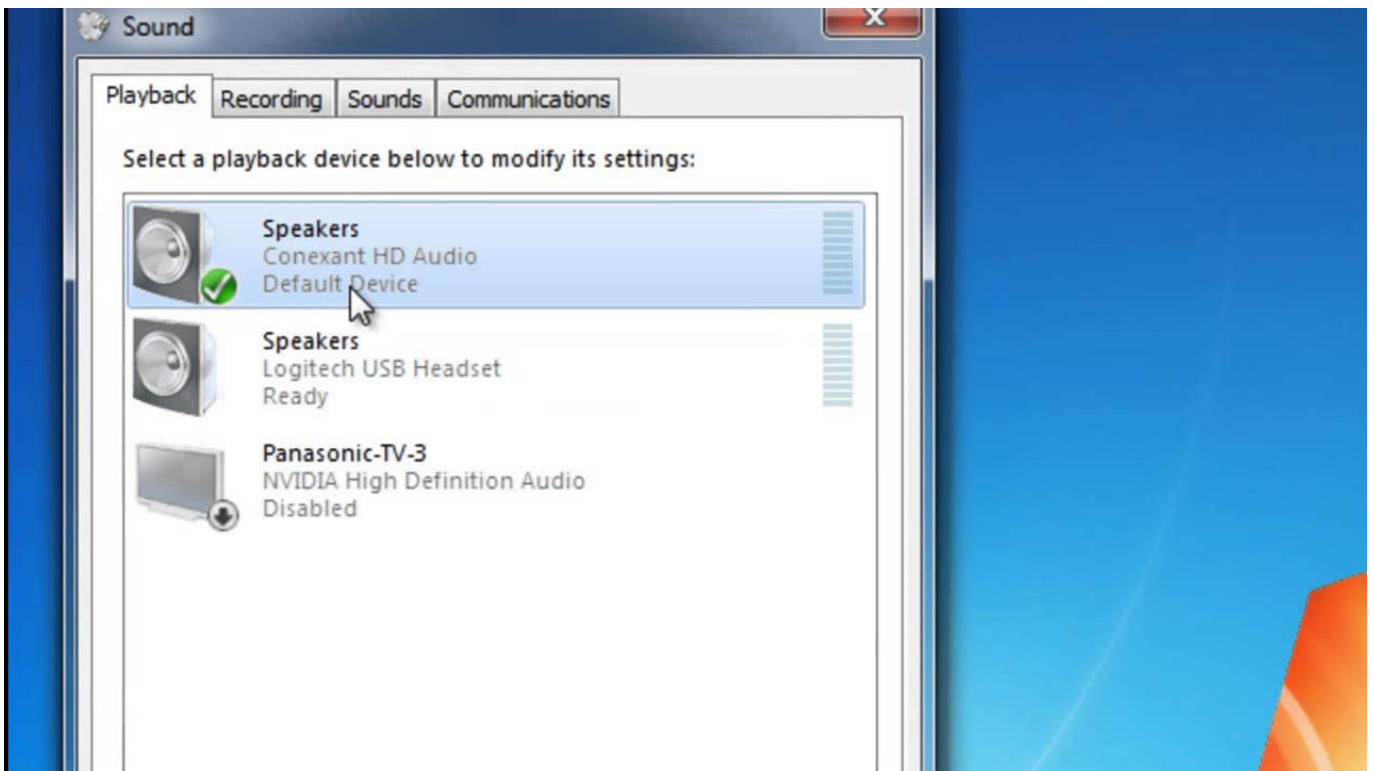 Sound
Playback Recording Sounds Communications
Select a playback device below to modify its settings:
Speakers
Conexant HD Audio
Default Device
Speakers
Logitech USB Headset
Ready
Panasonic-TV-3
NVIDIA High Definition Audio
Disabled